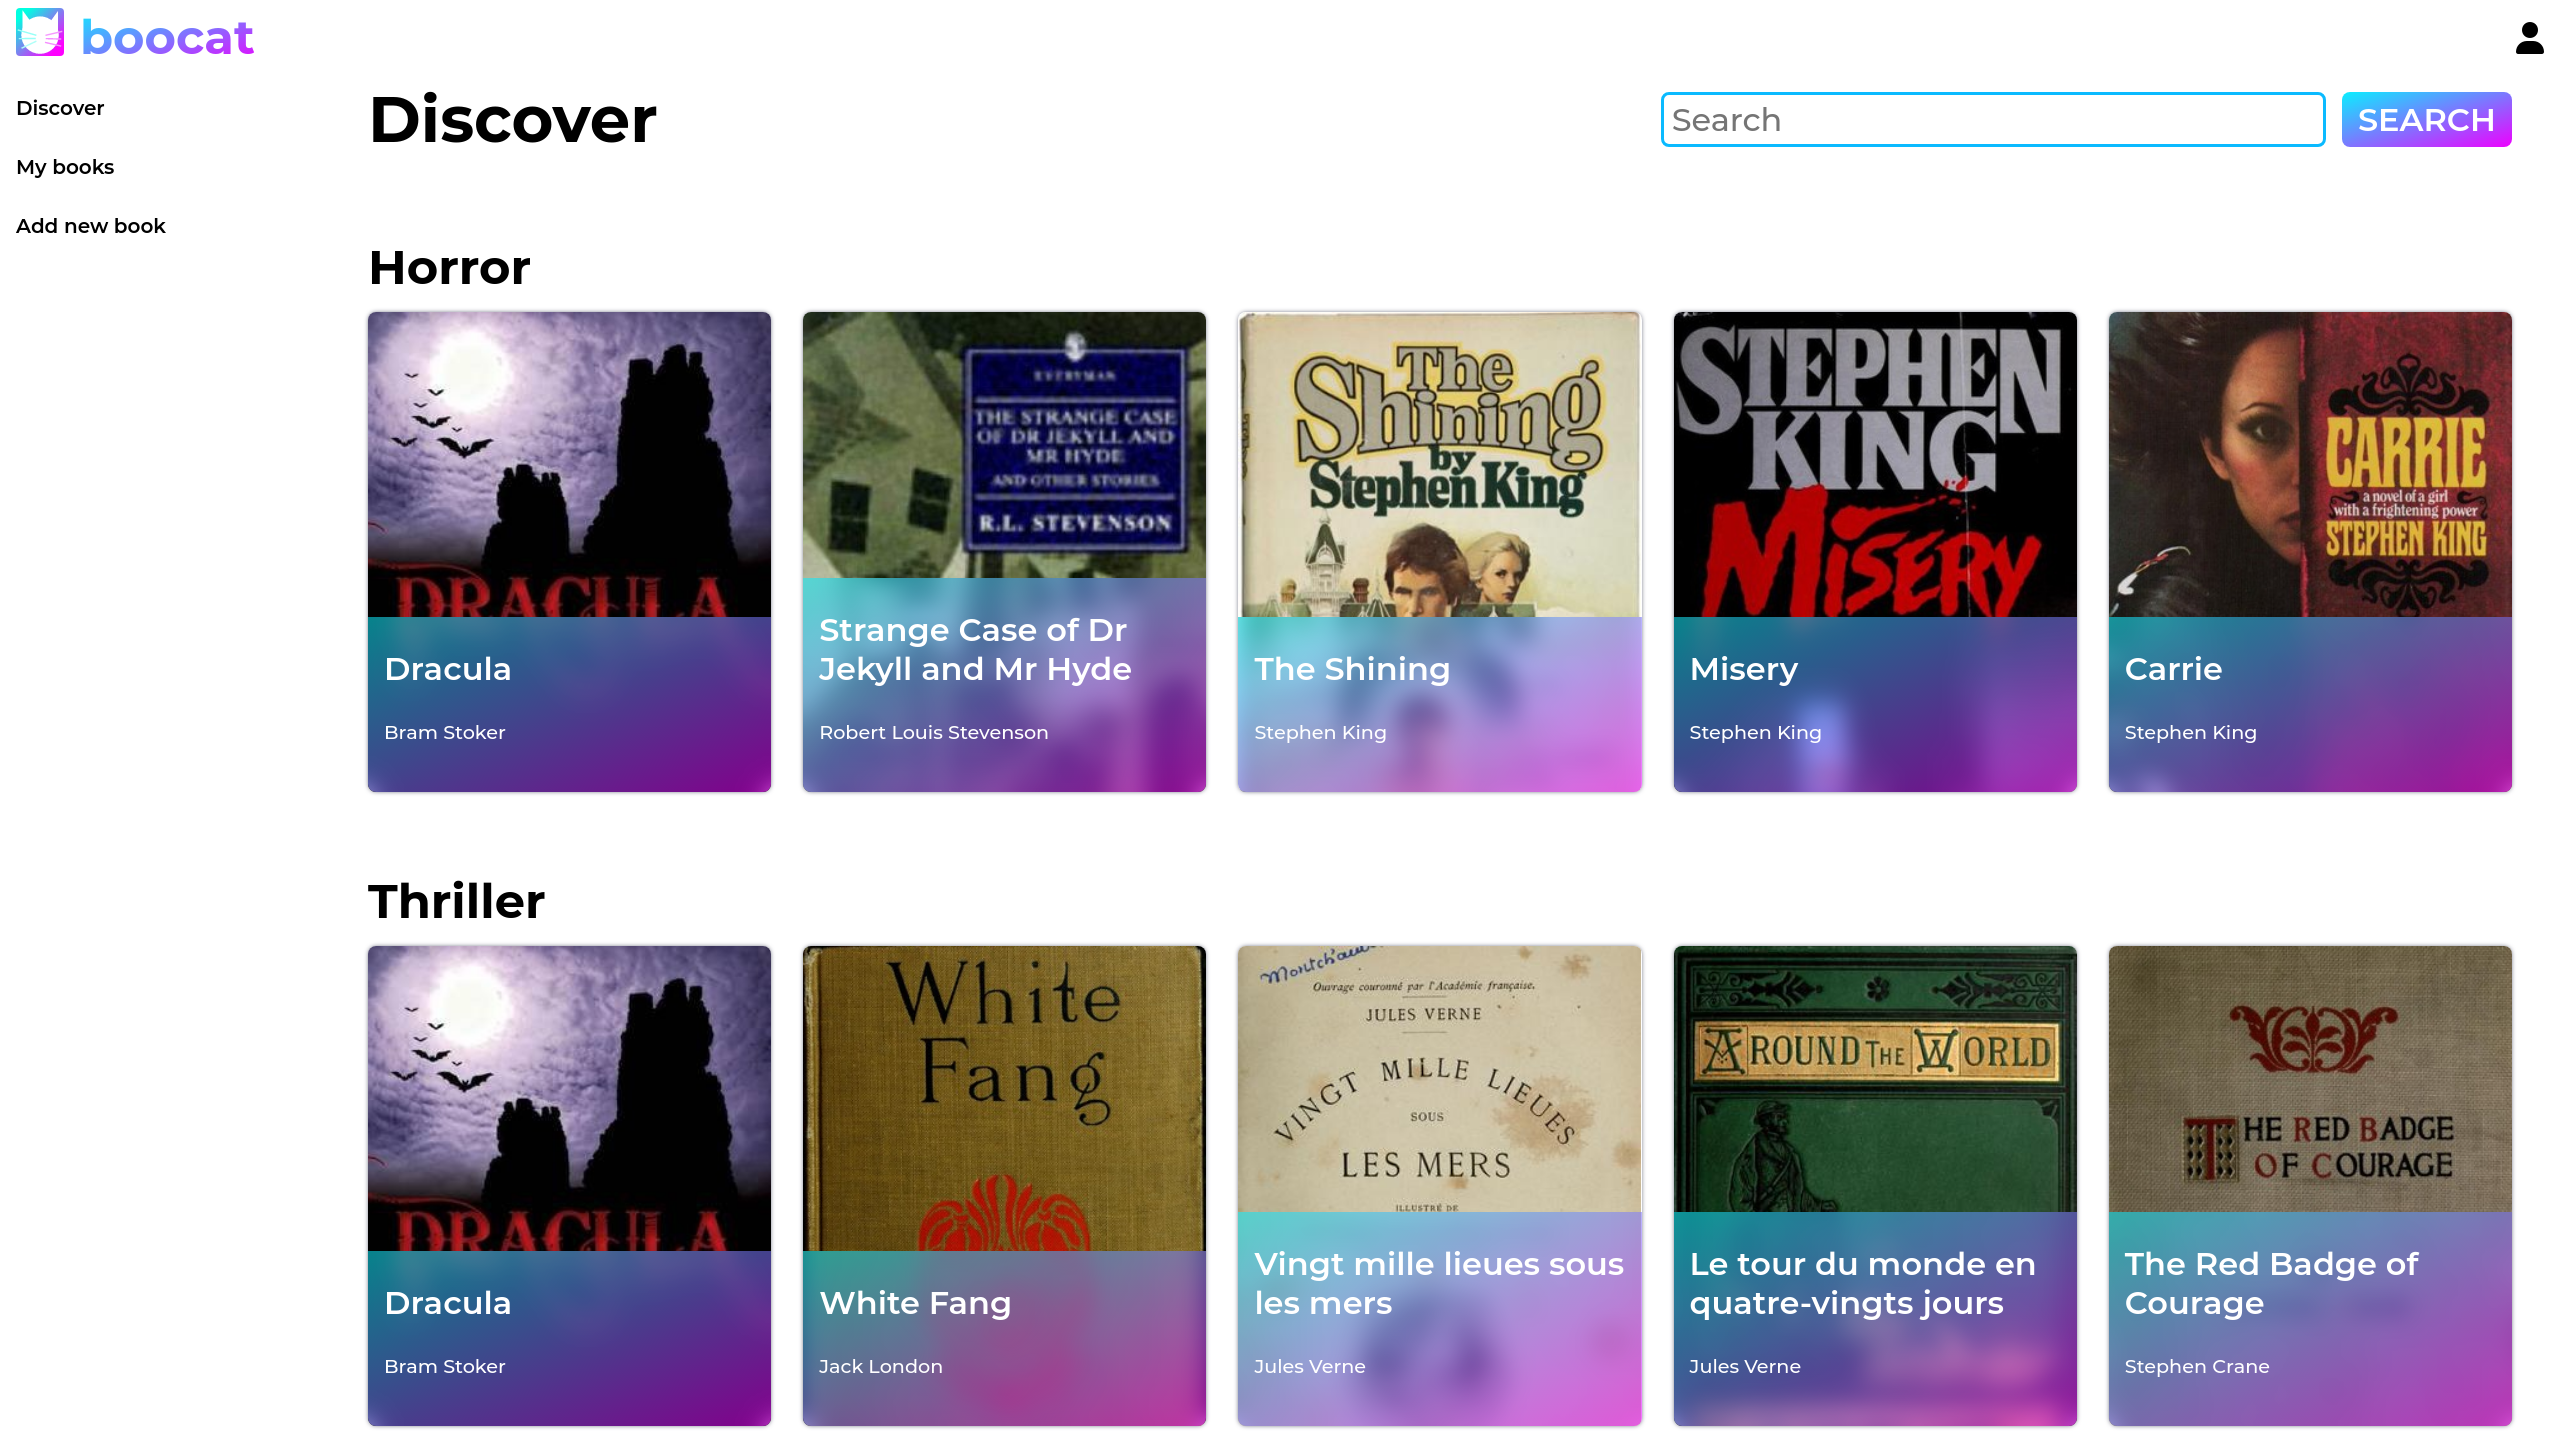 boocat
Discover
My books
Add new book
Discover
Search
SEARCH
Horror
DRACULA
Dracula
Bram Stoker
EVERYMAN
THE STRANGE CASE
OF DR JEKYLL AND
MR HYDE
AND OTHER STORIES
R.L. STEVENSON
Strange Case of Dr
Jekyll and Mr Hyde
Robert Louis Stevenson
The
Shining
by
Stephen King
The Shining
Stephen King
STEPHEN
KING
MISERY
Misery
Stephen King
CARRIE
a novel of a girl
with a frightening power
STEPHEN KING
Carrie
Stephen King
Thriller
DRACULA
Dracula
Bram Stoker
White
Fang
White Fang
Jack London
Ouvrage couronné par l'Académie française.
JULES VERNE
VINGT MILLE LIEUES
SOUS
LES MERS
ILLUSTRÉ DE
Vingt mille lieues sous
les mers
Jules Verne
AROUND THE WORLD
Le tour du monde en
quatre-vingts jours
Jules Verne
THE RED BADGE
OF COURAGE
The Red Badge of
Courage
Stephen Crane